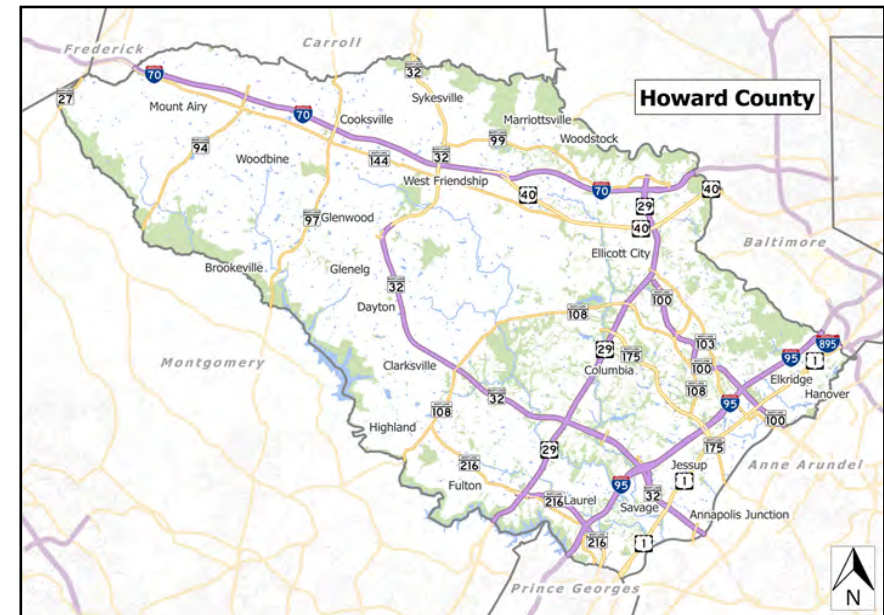 Carroll
Frederick
70
32
27
Mount Airy
Sykesville
Howard County
70
Cooksville
Marriottsville
94
32
99
Woodstock
Woodbine
144
West Friendship
40
70
40
29
97
Glenwood
40
Baltimore
Ellicott City
Brookeville
Glenelg
32
100
Dayton
108
103
895
Montgomery
29
175
95
1
Clarksville
Columbia
100
Elkridge
32
108
Hanover
108
95
100
Highland
29
175
216
Jessup
Anne Arundel
Fulton
95
1
216
Laurel
32
Savage
Annapolis Junction
216
1
Prince Georges
N